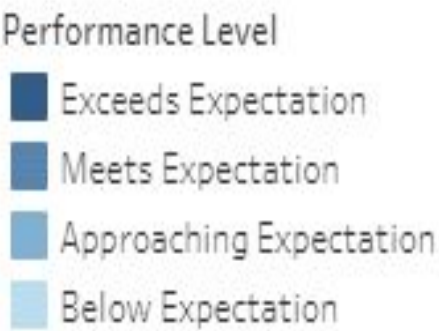 Performance Level
Exceeds Expectation
Meets Expectation
Approaching Expectation
Below Expectation